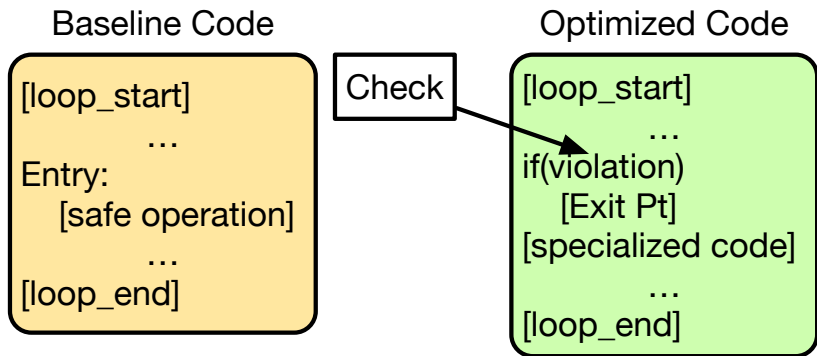 Baseline Code
[loop_start]
…
Entry:
[safe operation]
…
[loop_end]
Check
Optimized Code
[loop_start]
…
if(violation)
[Exit Pt]
[specialized code]
…
[loop_end]